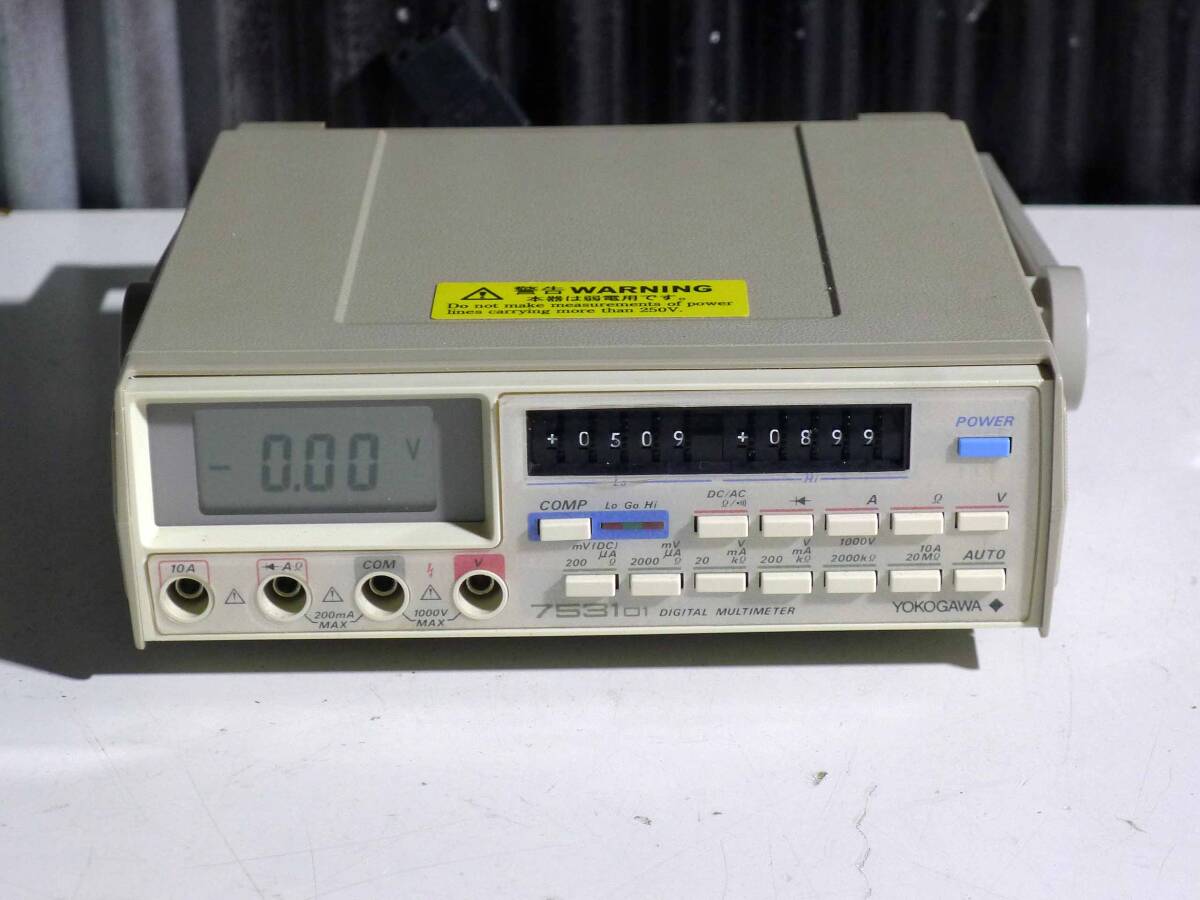 警告 WARNING
本器は弱電用です。
Do not make measurements of power
lines carrying more than 250V.
- 0.00 V
+ 0509 + 0899
Lo Hi
POWER
COMP Lo Go Hi
DC/AC
Ω/
A Ω V
mV(DC) mV V V 1000V 10A
μA μA mA mA
200 Ω 2000 Ω 20 kΩ 200 kΩ 2000kΩ 20MΩ AUTO
10A AΩ COM V
200mA
MAX
1000V
MAX
753101 DIGITAL MULTIMETER YOKOGAWA